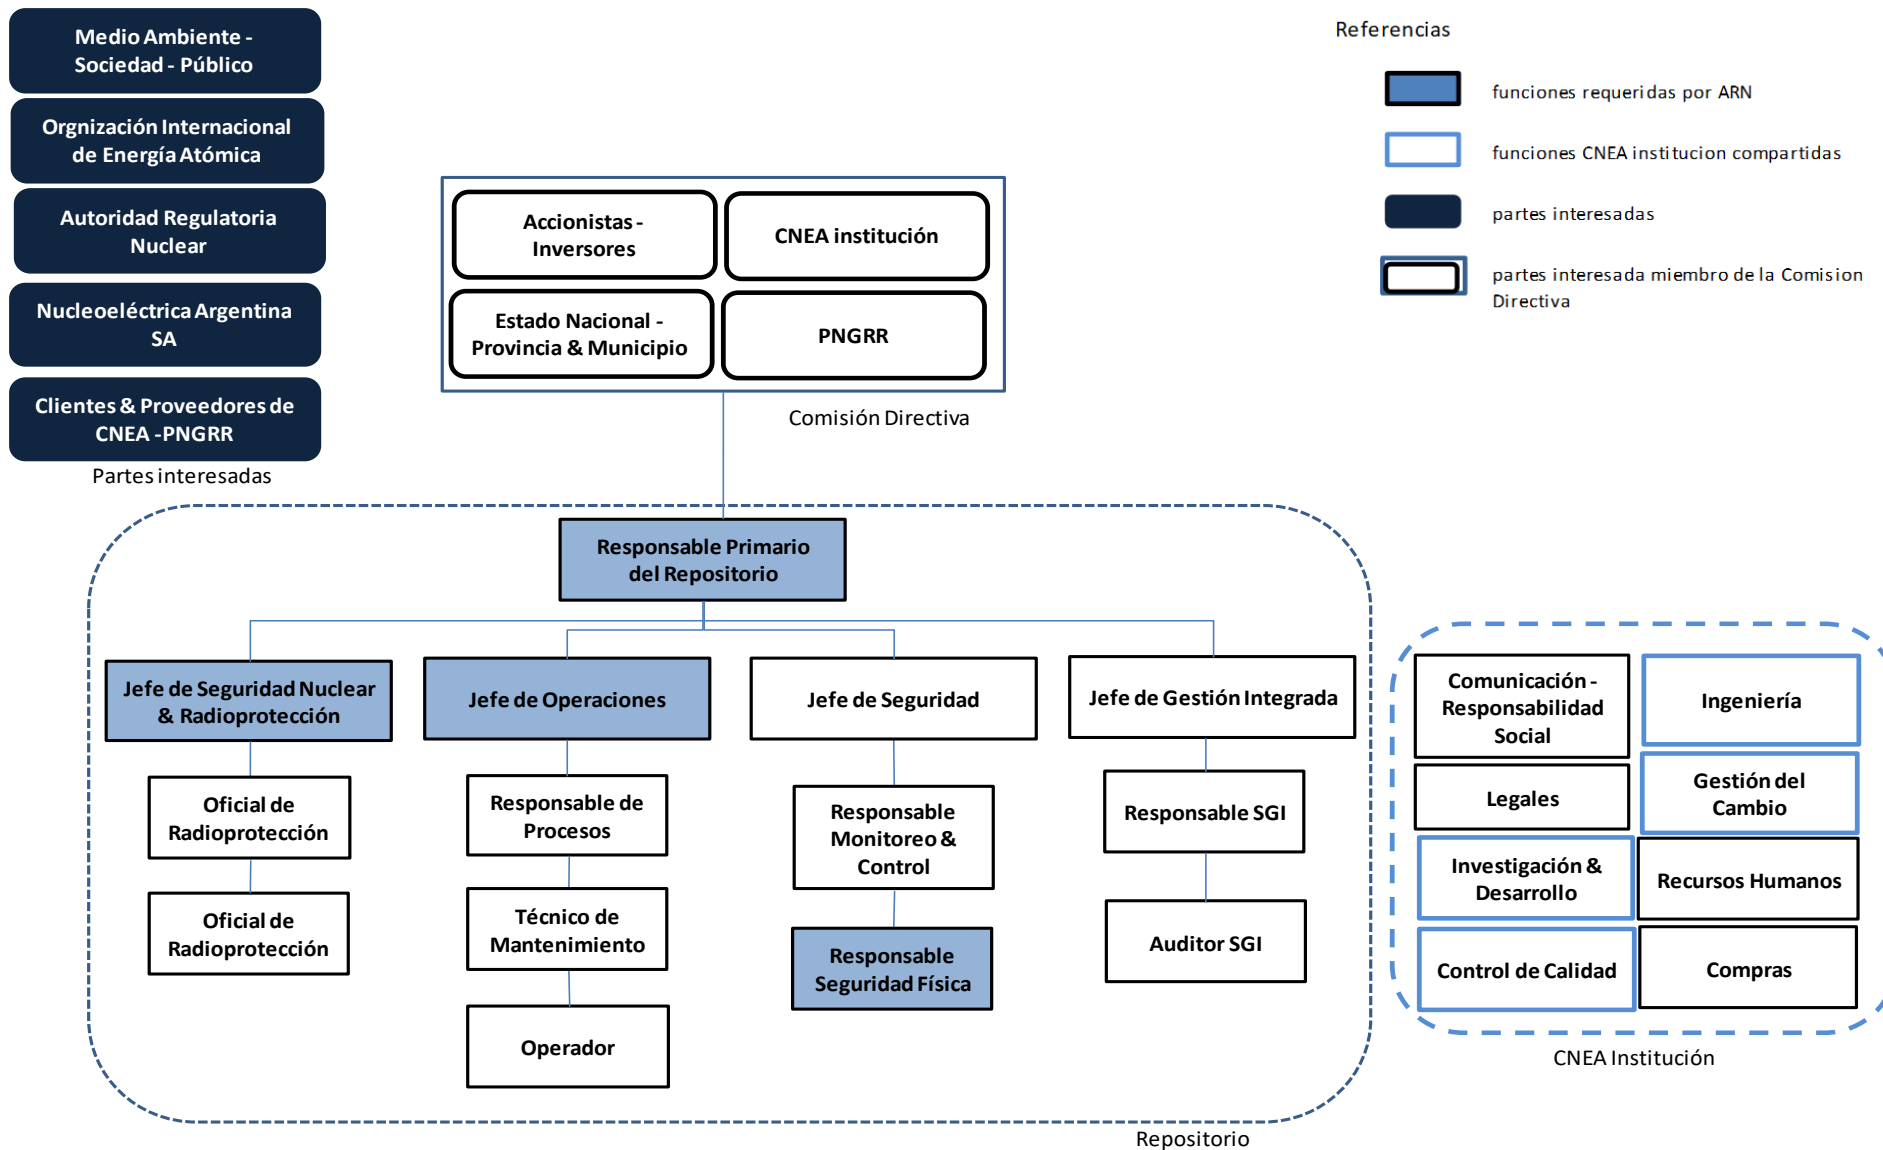 Medio Ambiente -
Sociedad - Público
Orgnización Internacional
de Energía Atómica
Autoridad Regulatoria
Nuclear
Nucleoeléctrica Argentina
SA
Clientes & Proveedores de
CNEA -PNGRR
Partes interesadas
Accionistas -
Inversores
CNEA institución
Estado Nacional -
Provincia & Municipio
PNGRR
Comisión Directiva
Referencias
funciones requeridas por ARN
funciones CNEA institucion compartidas
partes interesadas
partes interesada miembro de la Comision
Directiva
Responsable Primario
del Repositorio
Jefe de Seguridad Nuclear
& Radioprotección
Jefe de Operaciones
Jefe de Seguridad
Jefe de Gestión Integrada
Oficial de
Radioprotección
Responsable de
Procesos
Responsable
Monitoreo &
Control
Responsable SGI
Oficial de
Radioprotección
Técnico de
Mantenimiento
Responsable
Seguridad Física
Auditor SGI
Operador
Repositorio
Comunicación -
Responsabilidad
Social
Ingeniería
Legales
Gestión del
Cambio
Investigación &
Desarrollo
Recursos Humanos
Control de Calidad
Compras
CNEA Institución